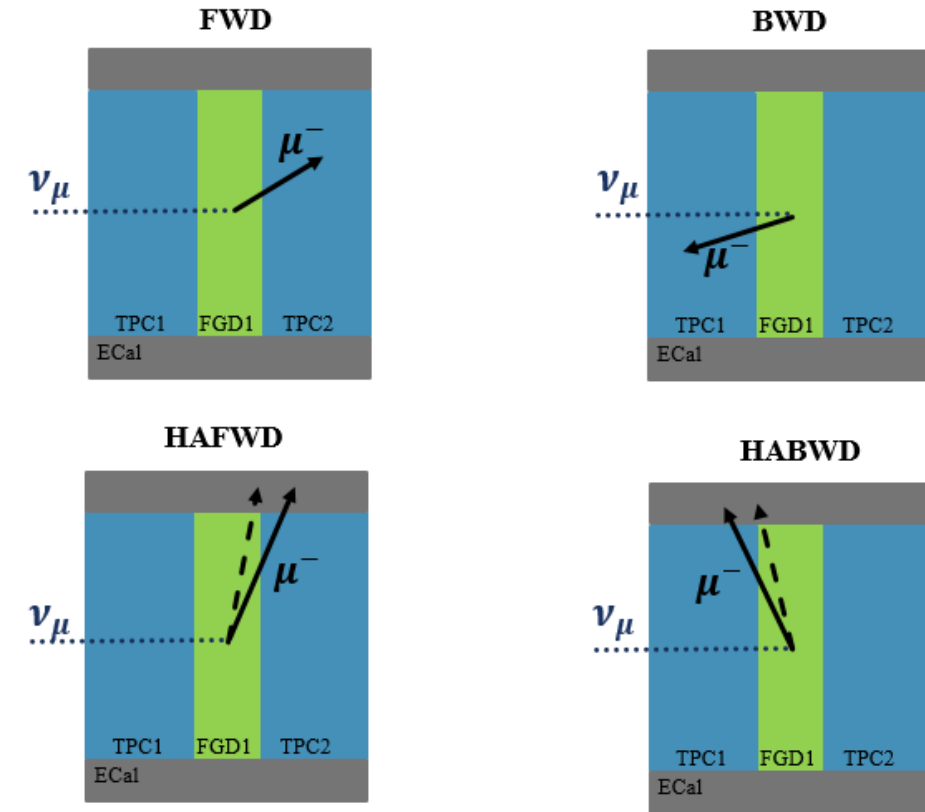 FWD
μ⁻
ν_μ
TPC1 FGD1 TPC2
ECal
BWD
ν_μ
μ⁻
TPC1 FGD1 TPC2
ECal
HAFWD
μ⁻
ν_μ
TPC1 FGD1 TPC2
ECal
HABWD
μ⁻
ν_μ
TPC1 FGD1 TPC2
ECal